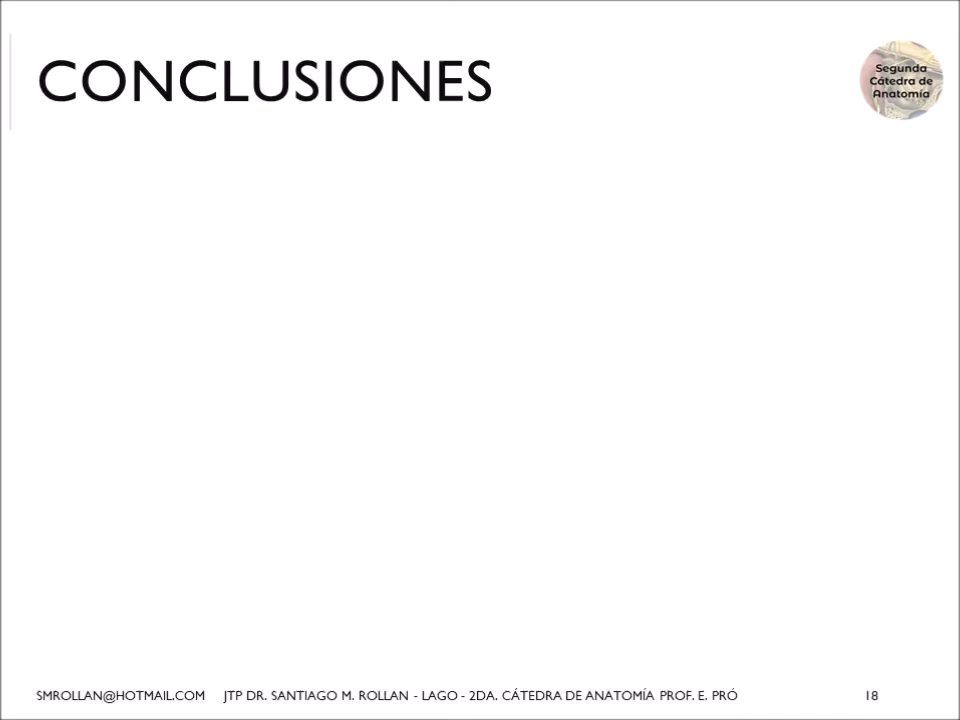 CONCLUSIONES
Segunda
Cátedra de
Anatomía
SMROLLAN@HOTMAIL.COM JTP DR. SANTIAGO M. ROLLAN - LAGO - 2DA. CÁTEDRA DE ANATOMÍA PROF. E. PRÓ 18